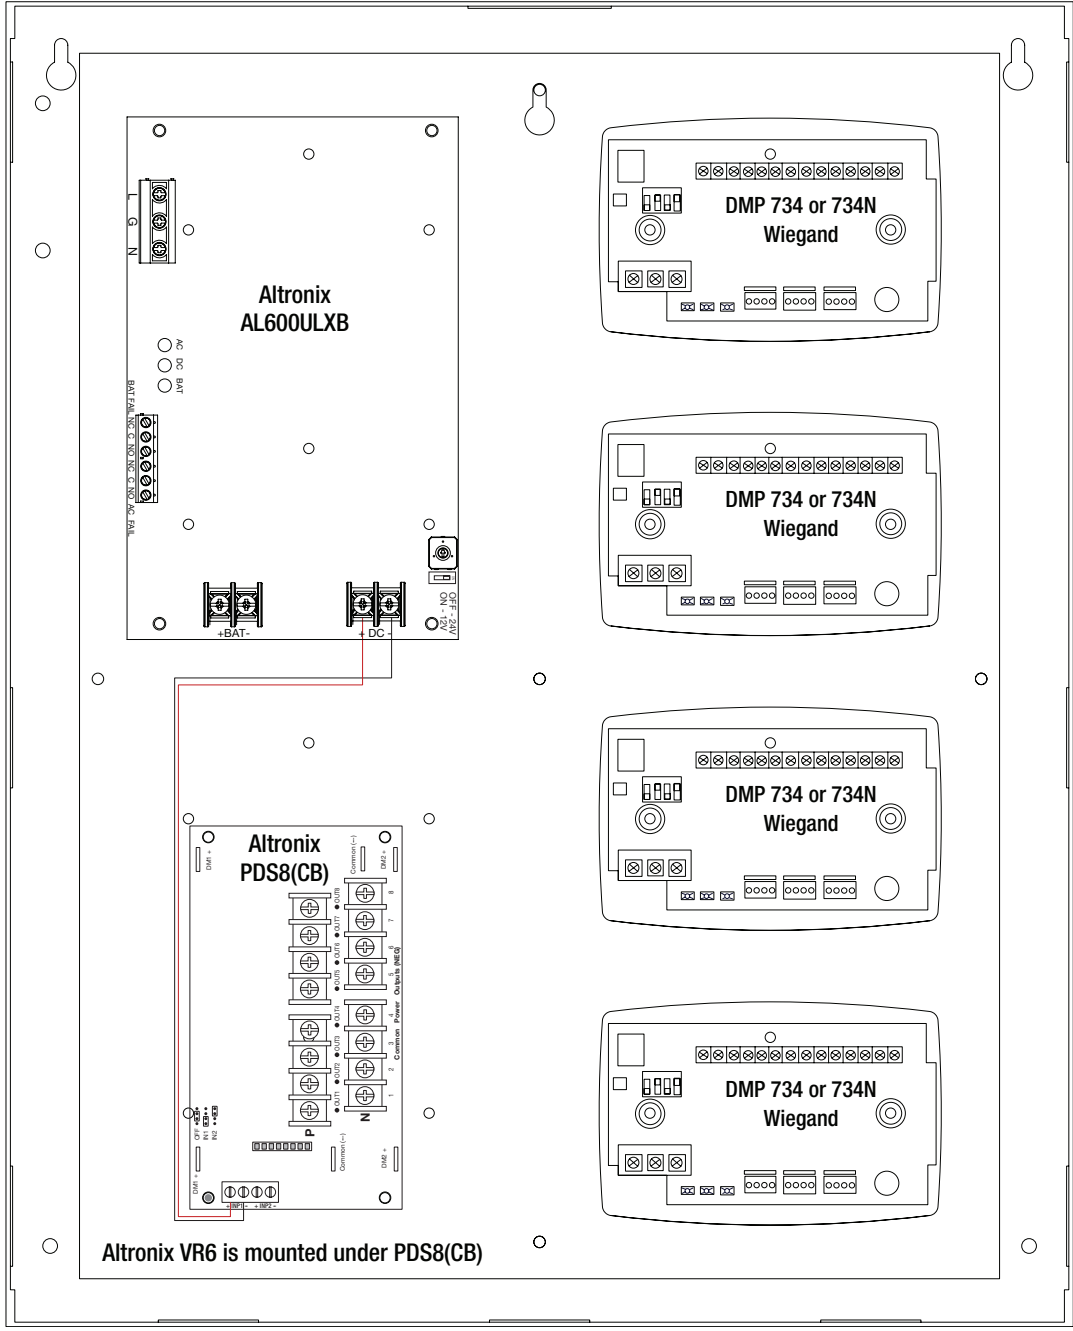 L
G
N
Altronix
AL600ULXB
AC
DC
BAT
BAT FAIL NC C NO NC C NO AC FAIL
+BAT-
+ DC -
OFF - 24V
ON - 12V
DMP 734 or 734N
Wiegand
DMP 734 or 734N
Wiegand
DMP 734 or 734N
Wiegand
DMP 734 or 734N
Wiegand
Altronix
PDS8(CB)
DM1 +
Common (–)
DM2 +
OUT8
OUT7
OUT6
OUT5
OUT4
OUT3
OUT2
OUT1
8
7
6
5
4
3
2
1
Common Power Outputs (NEG)
P
N
OFF
IN1
IN2
DM1 +
Common (–)
DM2 +
+ INP1 – + INP2 –
Altronix VR6 is mounted under PDS8(CB)